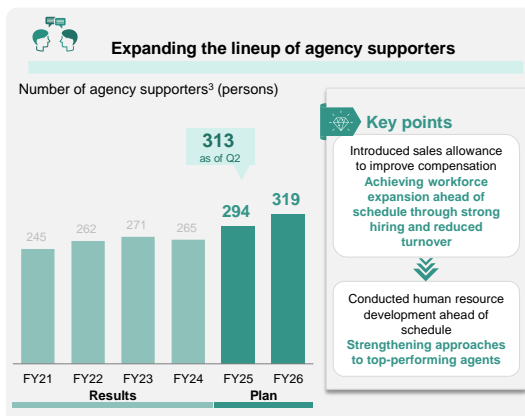 Expanding the lineup of agency supporters
Number of agency supporters³ (persons)
313
as of Q2
245
262
271
265
294
319
FY21
FY22
FY23
FY24
FY25
FY26
Results
Plan
Key points
Introduced sales allowance
to improve compensation
Achieving workforce
expansion ahead of
schedule through strong
hiring and reduced
turnover
Conducted human resource
development ahead of
schedule
Strengthening approaches
to top-performing agents